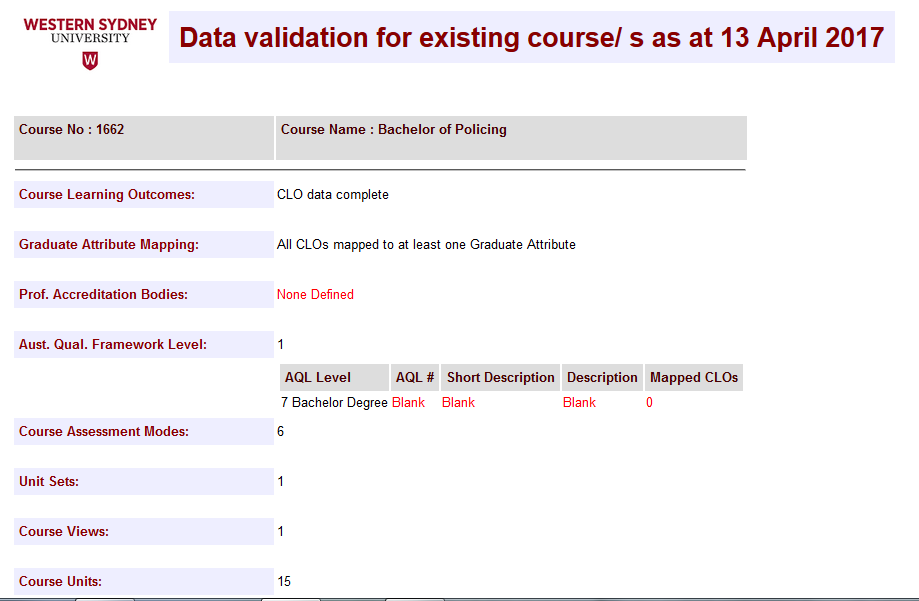 WESTERN SYDNEY
UNIVERSITY
W
Data validation for existing course/ s as at 13 April 2017
Course No : 1662 Course Name : Bachelor of Policing
Course Learning Outcomes: CLO data complete
Graduate Attribute Mapping: All CLOs mapped to at least one Graduate Attribute
Prof. Accreditation Bodies: None Defined
Aust. Qual. Framework Level: 1
AQL Level AQL # Short Description Description Mapped CLOs
7 Bachelor Degree Blank Blank Blank 0
Course Assessment Modes: 6
Unit Sets: 1
Course Views: 1
Course Units: 15